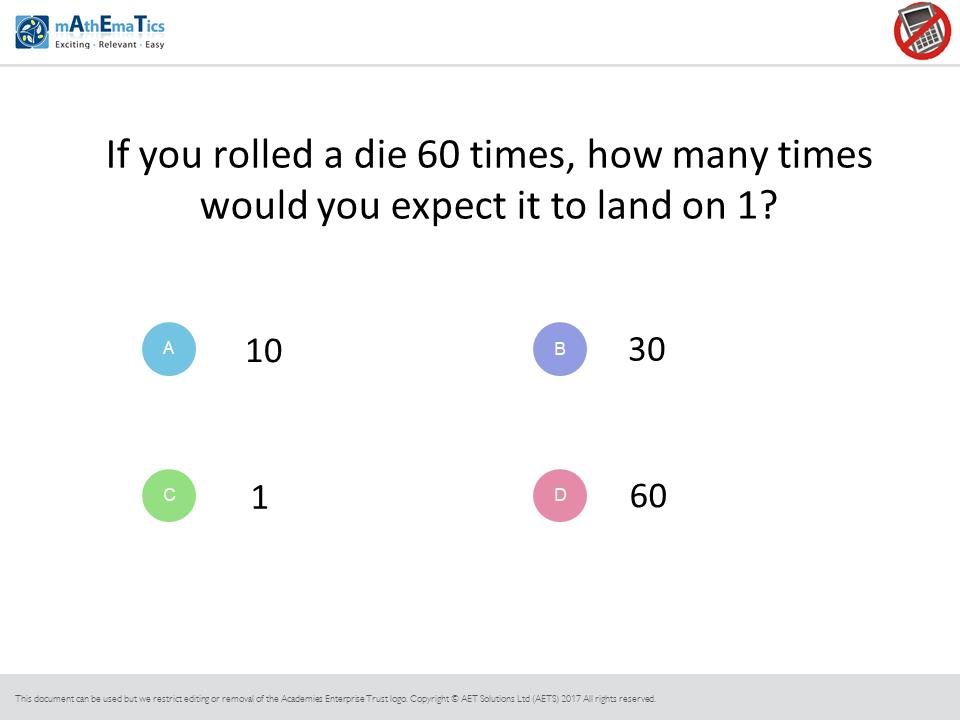 mAthEmaTics
Exciting · Relevant · Easy
If you rolled a die 60 times, how many times
would you expect it to land on 1?
A 10
B 30
C 1
D 60
This document can be used but we restrict editing or removal of the Academies Enterprise Trust logo. Copyright © AET Solutions Ltd (AETS) 2017 All rights reserved.